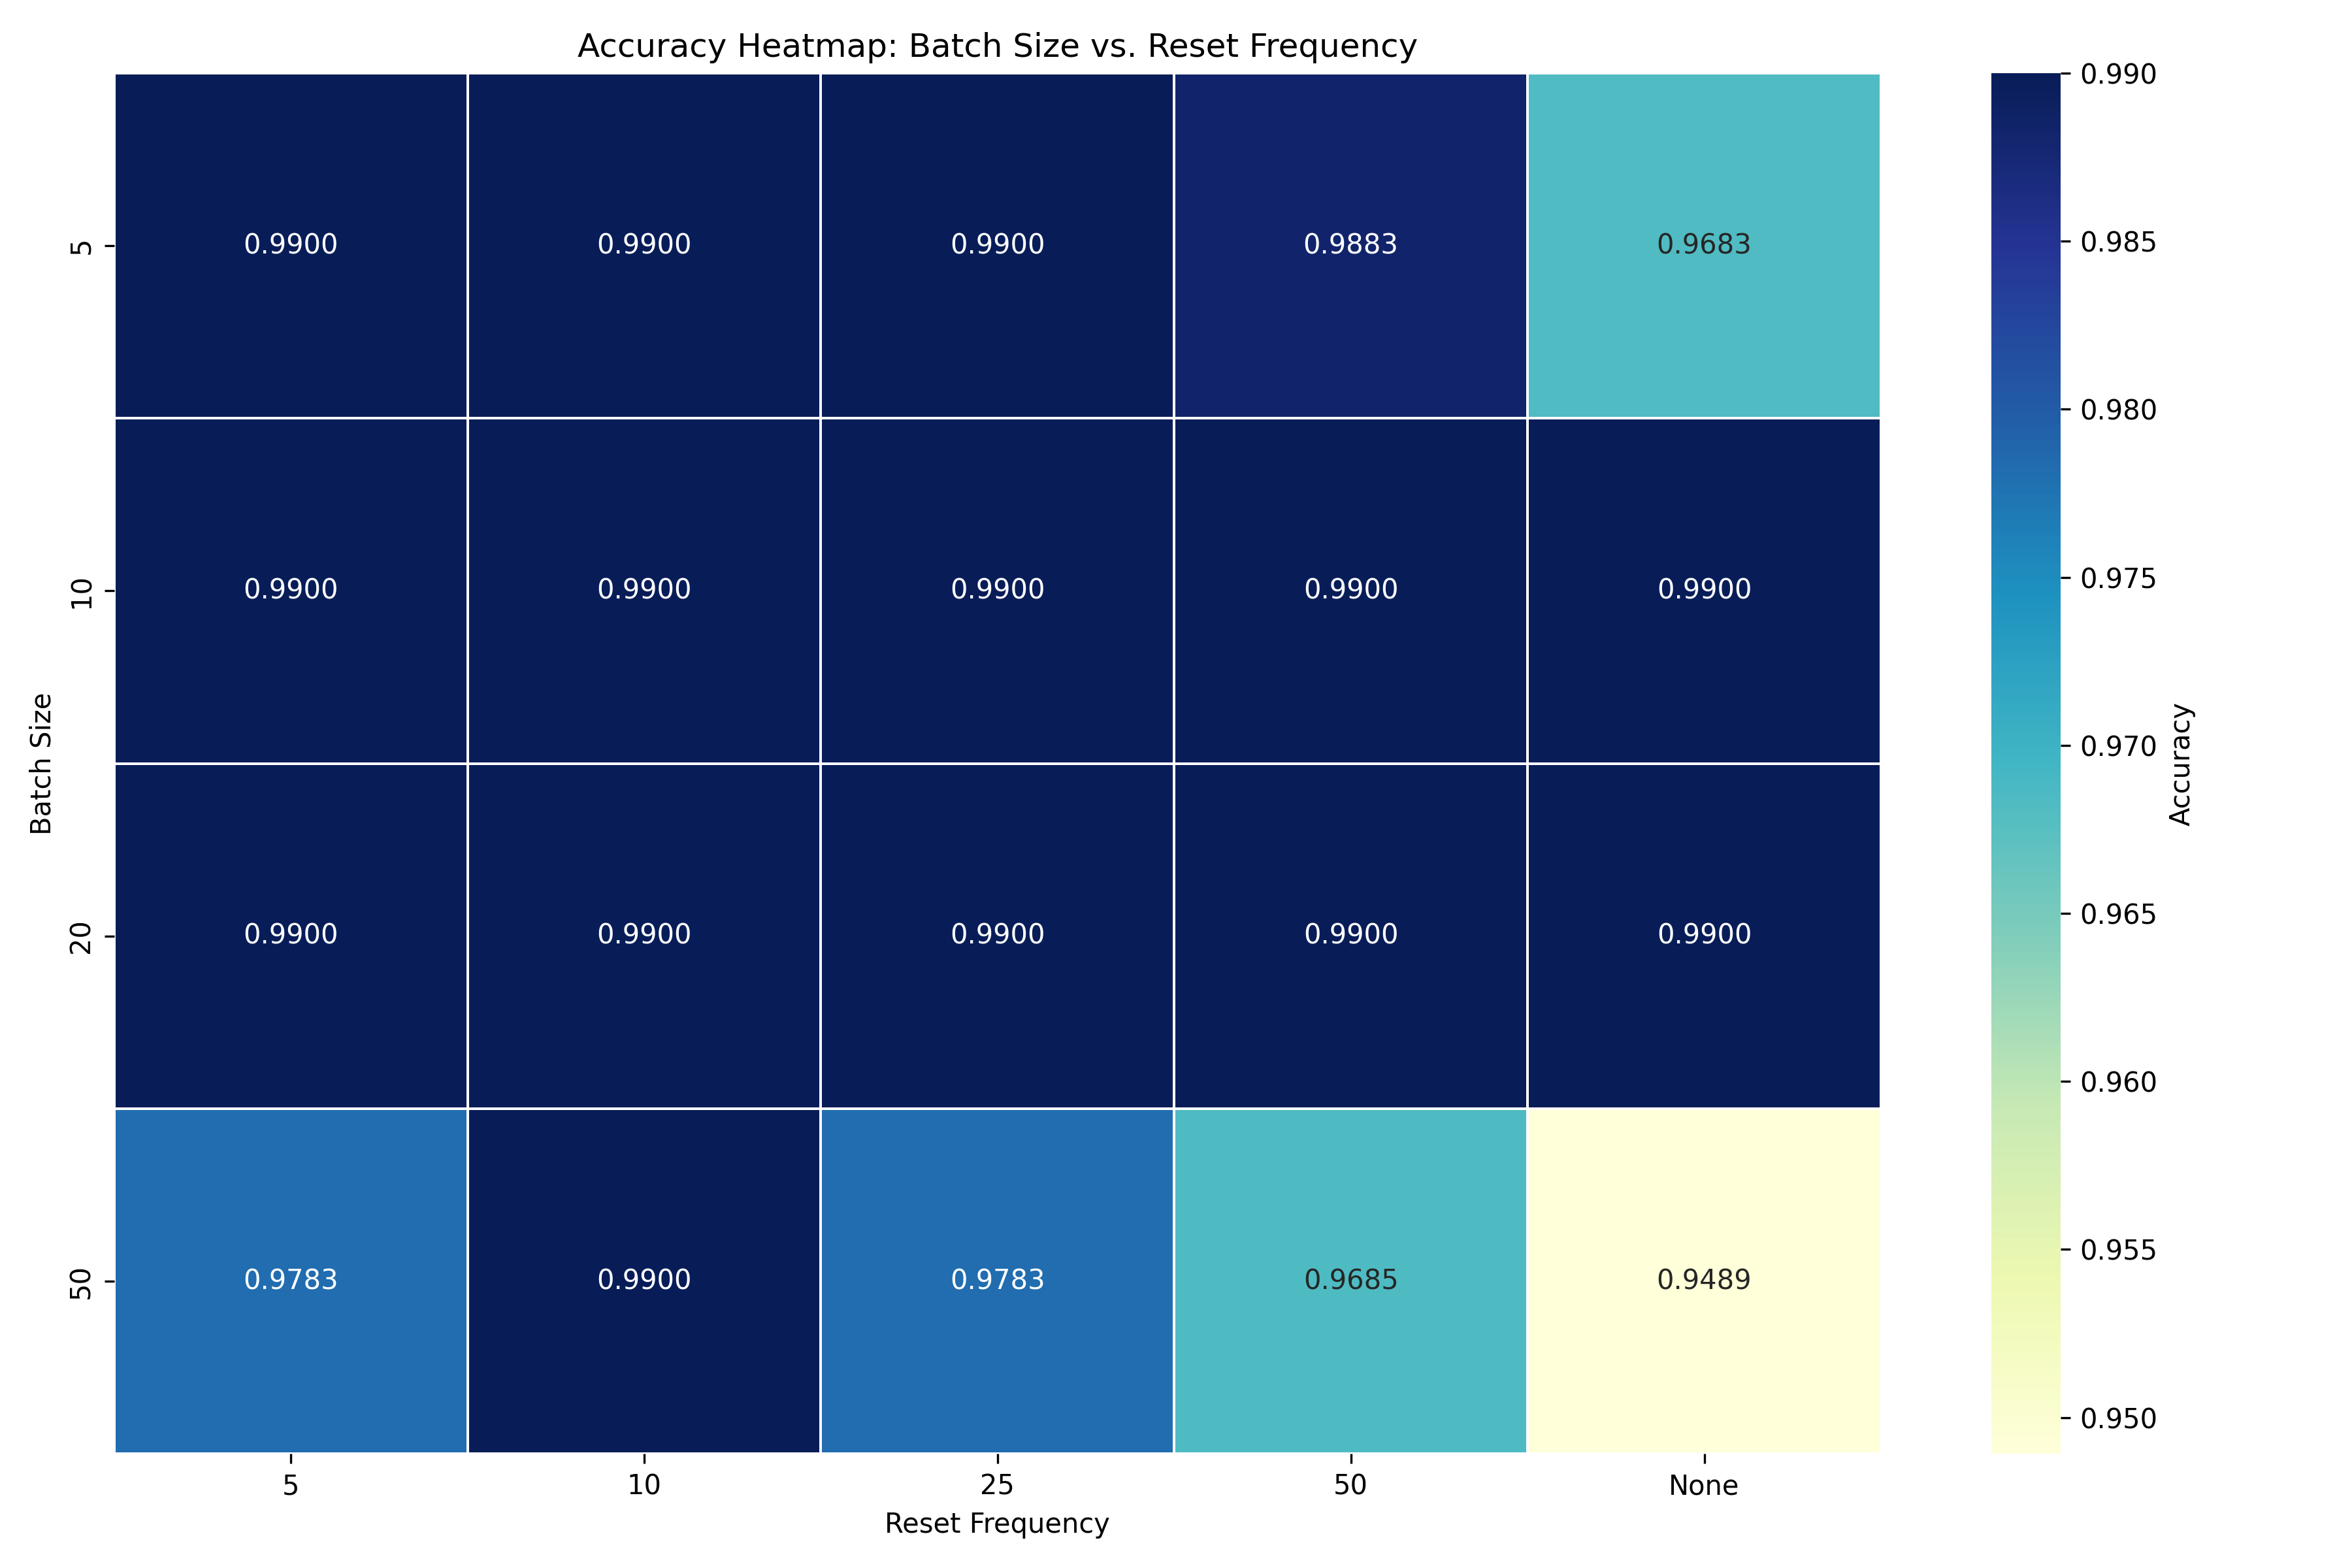 Accuracy Heatmap: Batch Size vs. Reset Frequency
Batch Size
5 0.9900 0.9900 0.9900 0.9883 0.9683
10 0.9900 0.9900 0.9900 0.9900 0.9900
20 0.9900 0.9900 0.9900 0.9900 0.9900
50 0.9783 0.9900 0.9783 0.9685 0.9489
5 10 25 50 None
Reset Frequency
0.990
0.985
0.980
0.975
0.970
0.965
0.960
0.955
0.950
Accuracy